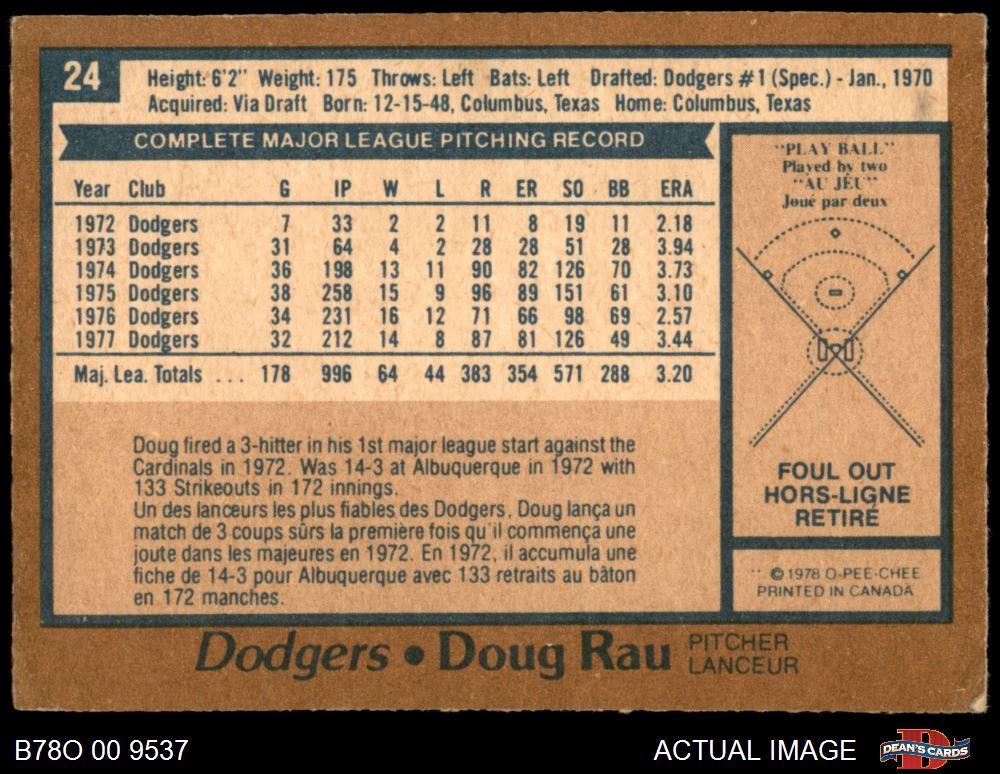 24
Height: 6'2" Weight: 175 Throws: Left Bats: Left Drafted: Dodgers #1 (Spec.) - Jan., 1970
Acquired: Via Draft Born: 12-15-48, Columbus, Texas Home: Columbus, Texas
COMPLETE MAJOR LEAGUE PITCHING RECORD
Year Club G IP W L R ER SO BB ERA
1972 Dodgers 7 33 2 2 11 8 19 11 2.18
1973 Dodgers 31 64 4 2 28 28 51 28 3.94
1974 Dodgers 36 198 13 11 90 82 126 70 3.73
1975 Dodgers 38 258 15 9 96 89 151 61 3.10
1976 Dodgers 34 231 16 12 71 66 98 69 2.57
1977 Dodgers 32 212 14 8 87 81 126 49 3.44
Maj. Lea. Totals ... 178 996 64 44 383 354 571 288 3.20
Doug fired a 3-hitter in his 1st major league start against the
Cardinals in 1972. Was 14-3 at Albuquerque in 1972 with
133 Strikeouts in 172 innings.
Un des lanceurs les plus fiables des Dodgers, Doug lança un
match de 3 coups sûrs la première fois qu'il commença une
joute dans les majeures en 1972. En 1972, il accumula une
fiche de 14-3 pour Albuquerque avec 133 retraits au bâton
en 172 manches.
"PLAY BALL"
Played by two
"AU JEU"
Joué par deux
FOUL OUT
HORS-LIGNE
RETIRÉ
** © 1978 O-PEE-CHEE
PRINTED IN CANADA
Dodgers • Doug Rau PITCHER
LANCEUR
B78O 00 9537
ACTUAL IMAGE
DEAN'S CARDS